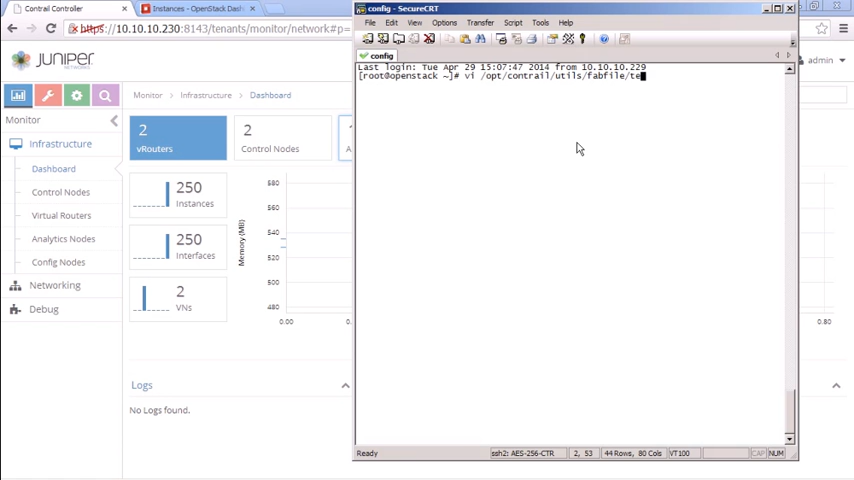 Contrail Controller
Instances - OpenStack Dash
https://10.10.10.230:8143/tenants/monitor/network#p=
JUNIPER
NETWORKS
admin
Monitor
Infrastructure
Dashboard
Control Nodes
Virtual Routers
Analytics Nodes
Config Nodes
Networking
Debug
Monitor > Infrastructure > Dashboard
2
vRouters
2
Control Nodes
250
Instances
250
Interfaces
2
VNs
Memory (MB)
580
560
540
520
500
480
0.00
0.80
Logs
No Logs found.
config - SecureCRT
File Edit View Options Transfer Script Tools Help
config
Last login: Tue Apr 29 15:07:47 2014 from 10.10.10.229
[root@openstack ~]# vi /opt/contrail/utils/fabfile/te
Ready
ssh2: AES-256-CTR
2, 53
44 Rows, 80 Cols
VT100
CAP NUM